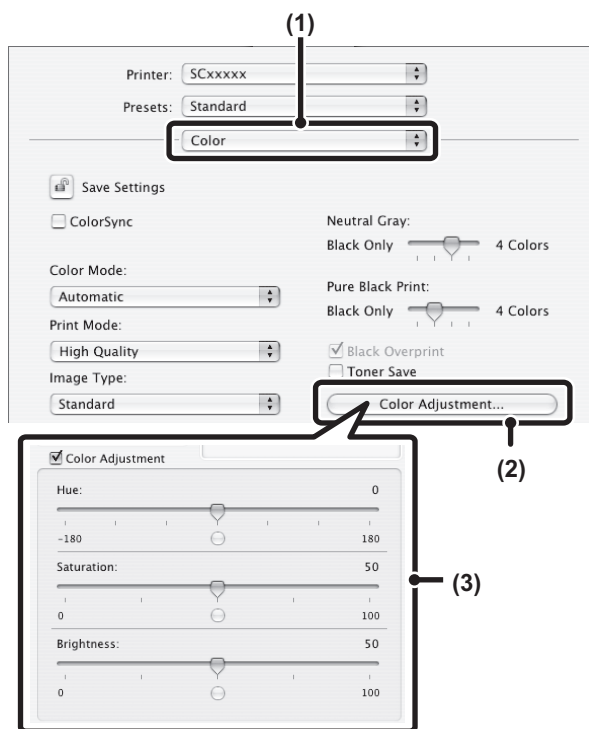 (1)
Printer: SCxxxxx
Presets: Standard
Color
Save Settings
ColorSync
Neutral Gray:
Black Only 4 Colors
Color Mode:
Automatic
Pure Black Print:
Black Only 4 Colors
Print Mode:
High Quality
Black Overprint
Toner Save
Image Type:
Standard
Color Adjustment...
(2)
Color Adjustment
Hue: 0
-180 180
Saturation: 50
0 100
(3)
Brightness: 50
0 100